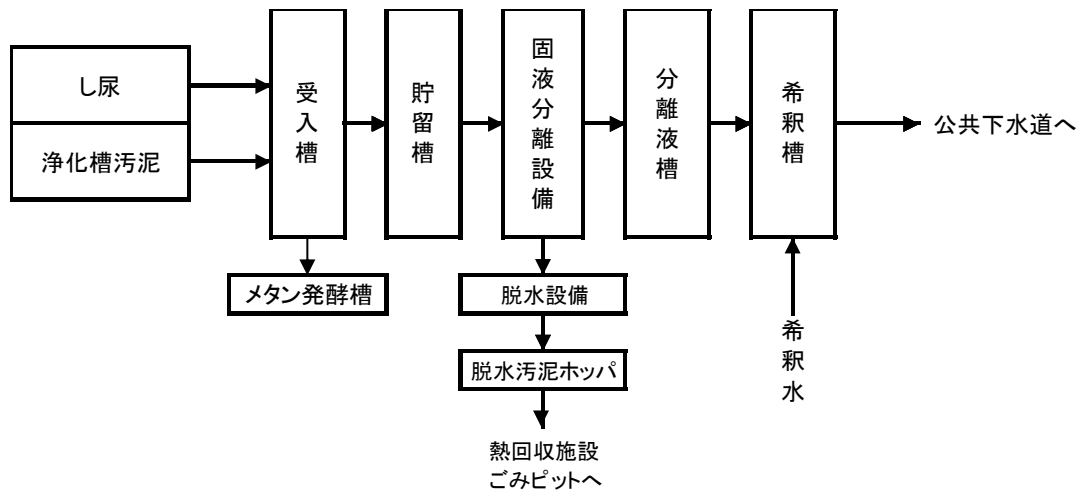 し尿
浄化槽汚泥
受入槽
貯留槽
固液分離設備
分離液槽
希釈槽
公共下水道へ
メタン発酵槽
脱水設備
脱水汚泥ホッパ
希釈水
熱回収施設
ごみピットへ